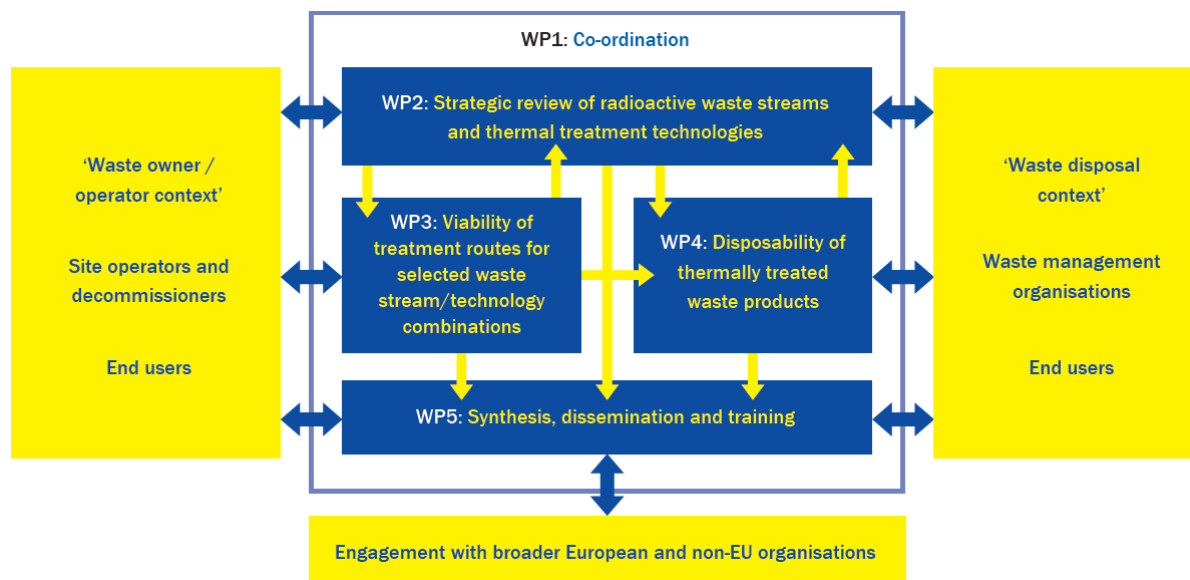 WP1: Co-ordination
WP2: Strategic review of radioactive waste streams
and thermal treatment technologies
‘Waste owner /
operator context’
Site operators and
decommissioners
End users
WP3: Viability of
treatment routes for
selected waste
stream/technology
combinations
WP4: Disposability of
thermally treated
waste products
‘Waste disposal
context’
Waste management
organisations
End users
WP5: Synthesis, dissemination and training
Engagement with broader European and non-EU organisations